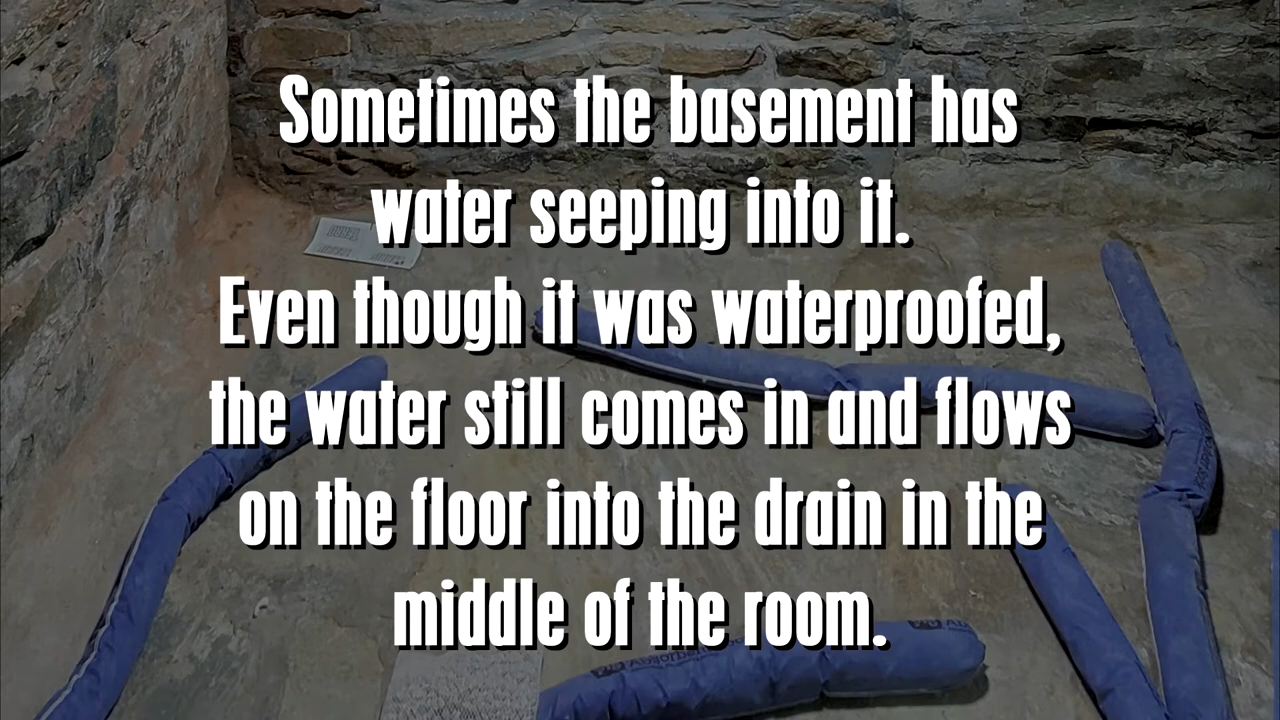 Sometimes the basement has
water seeping into it.
Even though it was waterproofed,
the water still comes in and flows
on the floor into the drain in the
middle of the room.